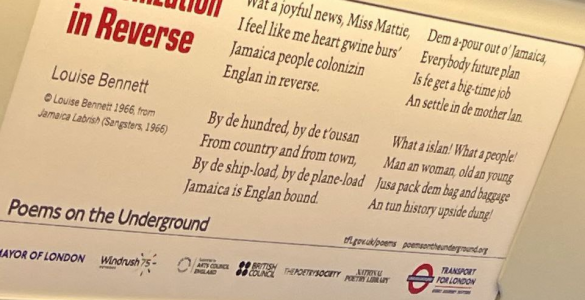 in Reverse
Louise Bennett
© Louise Bennett 1966, from
Jamaica Labrish (Sangsters, 1966)
Wat a joyful news, Miss Mattie,
I feel like me heart gwine burs'
Jamaica people colonizin
Englan in reverse.
By de hundred, by de t'ousan
From country and from town,
By de ship-load, by de plane-load
Jamaica is Englan bound.
Dem a-pour out o' Jamaica,
Everybody future plan
Is fe get a big-time job
An settle in de mother lan.
What a islan! What a people!
Man an woman, old an young
Jusa pack dem bag and baggage
An tun history upside dung!
Poems on the Underground
tfl.gov.uk/poems poemsontheunderground.org
MAYOR OF LONDON
Windrush 75
ARTS COUNCIL
ENGLAND
BRITISH
COUNCIL
THE POETRY SOCIETY
NATIONAL
POETRY LIBRARY
TRANSPORT
FOR LONDON